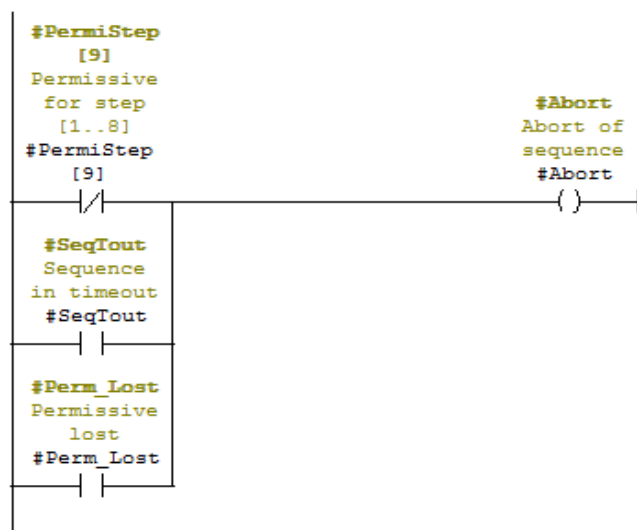 #PermiStep
[9]
Permissive
for step
[1..8]
#PermiStep
[9]
#Abort
Abort of
sequence
#Abort
#SeqTout
Sequence
in timeout
#SeqTout
#Perm_Lost
Permissive
lost
#Perm_Lost